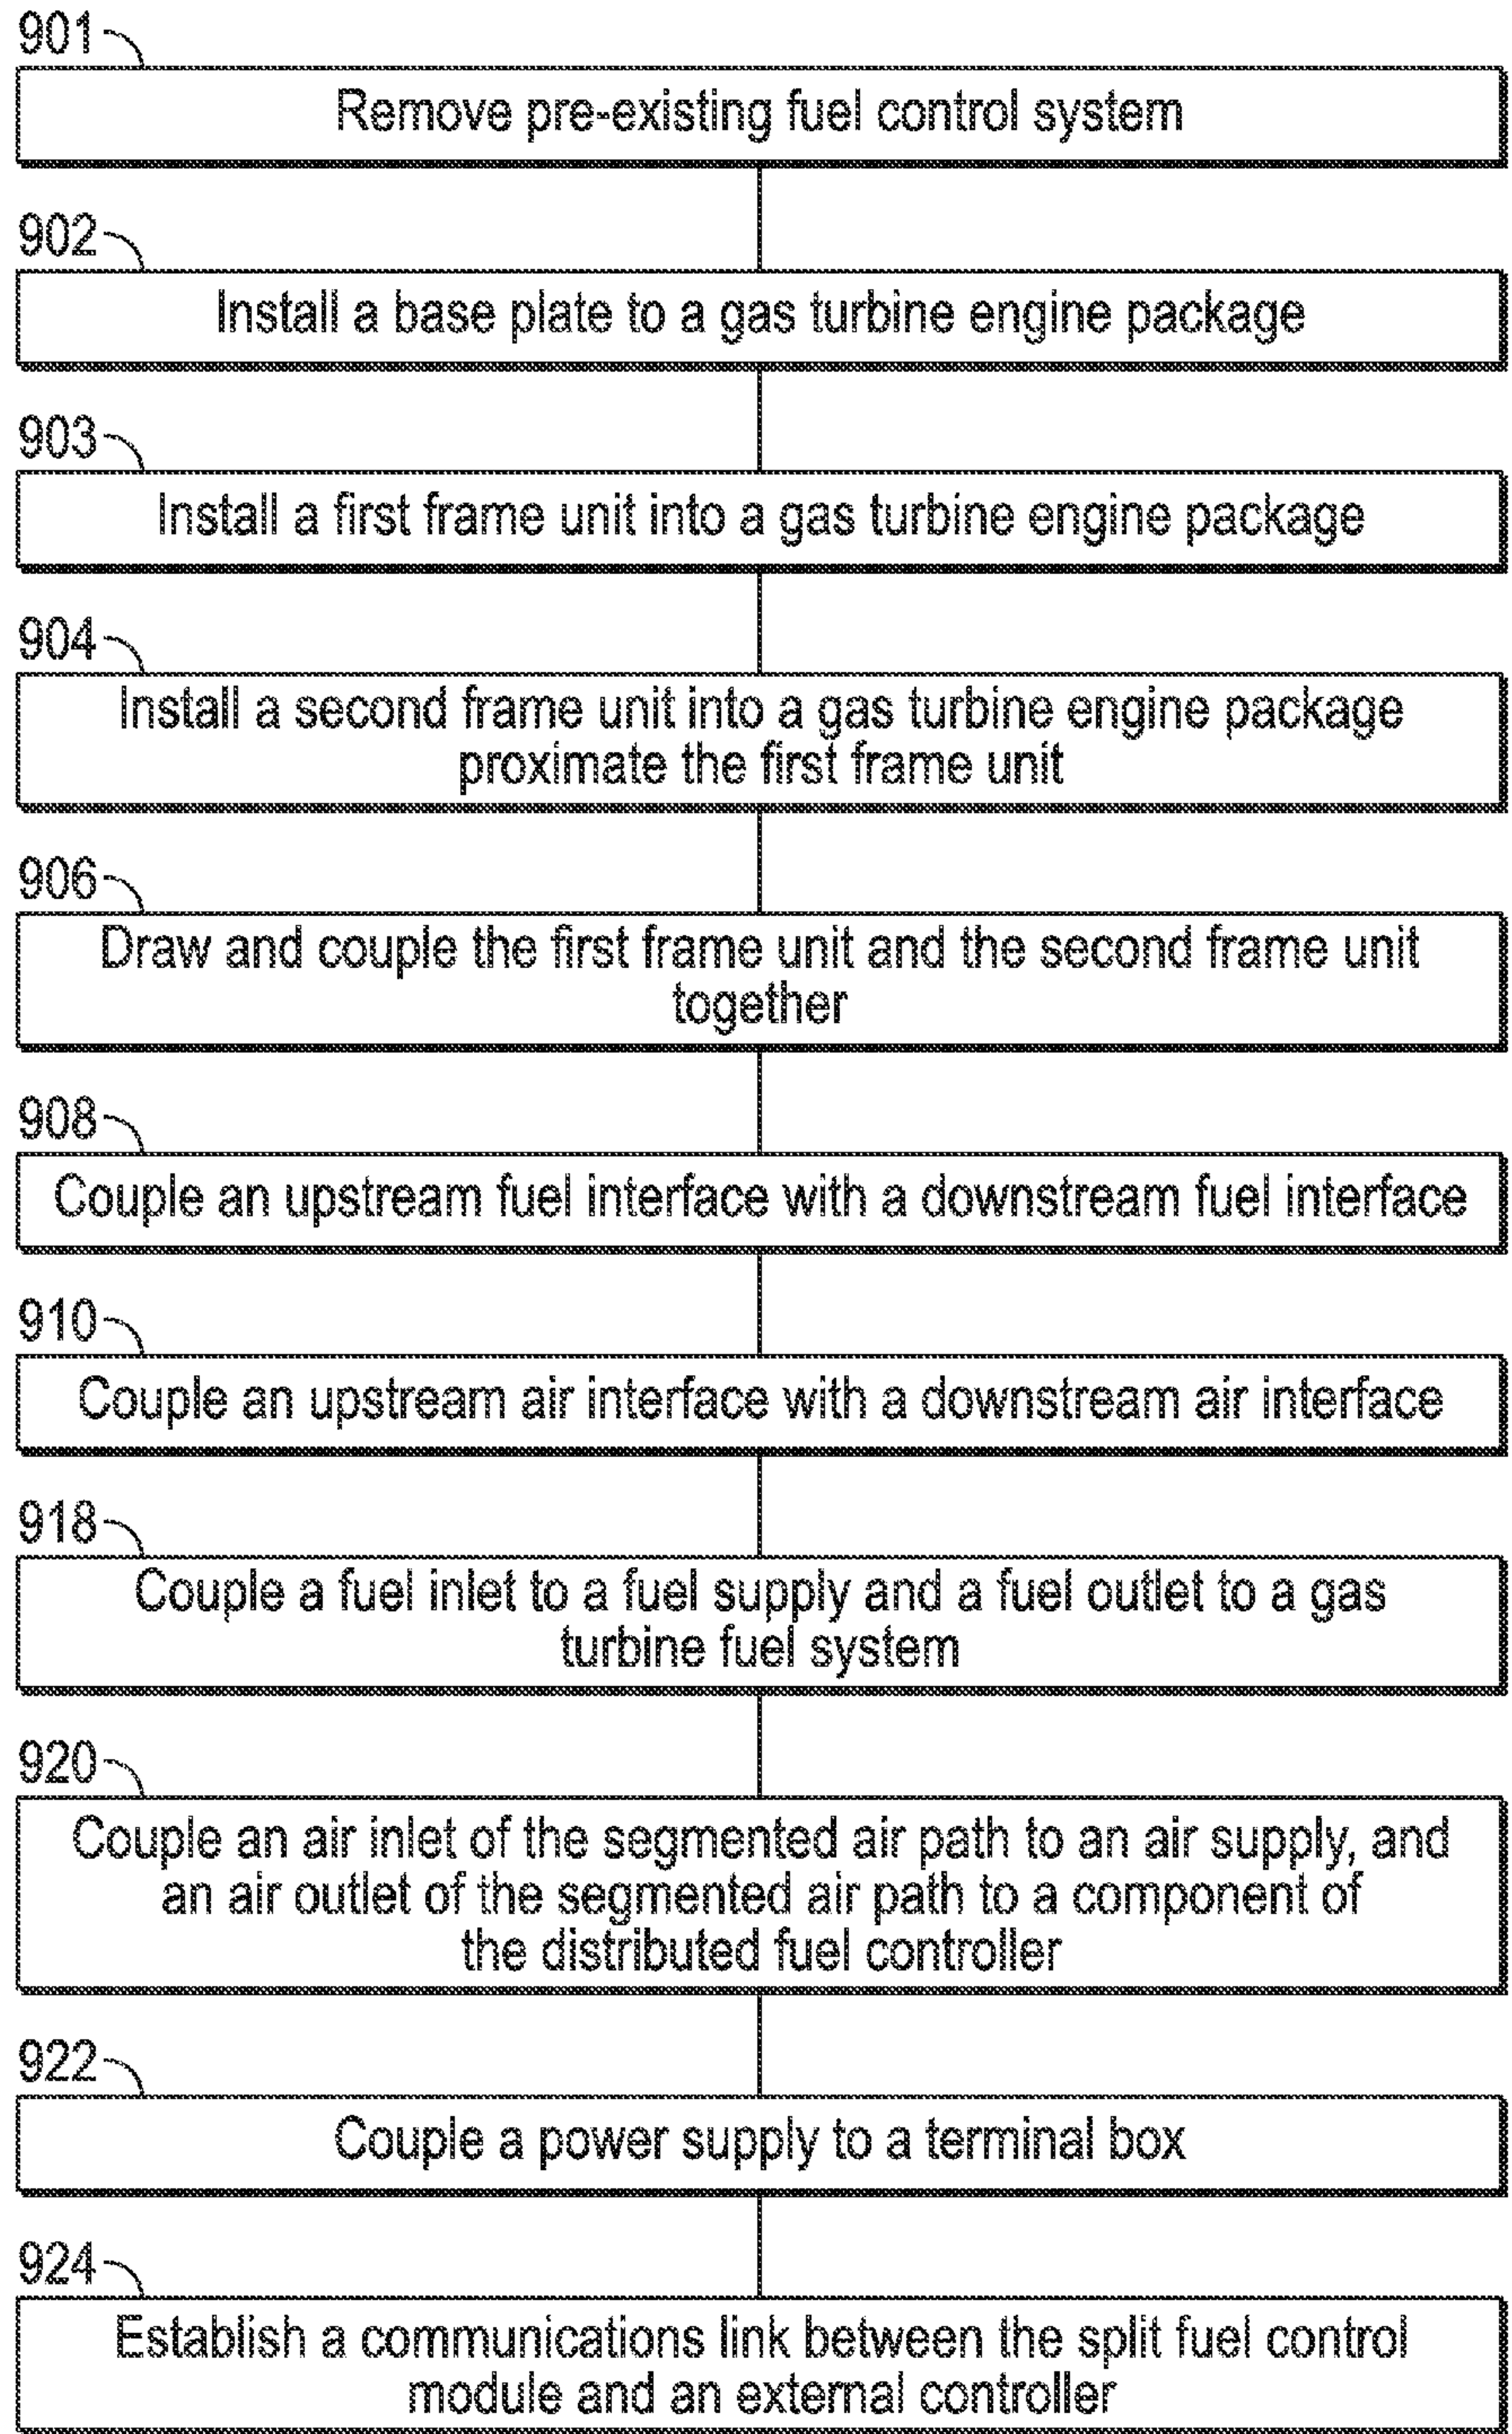 901
Remove pre-existing fuel control system
902
Install a base plate to a gas turbine engine package
903
Install a first frame unit into a gas turbine engine package
904
Install a second frame unit into a gas turbine engine package
proximate the first frame unit
906
Draw and couple the first frame unit and the second frame unit
together
908
Couple an upstream fuel interface with a downstream fuel interface
910
Couple an upstream air interface with a downstream air interface
918
Couple a fuel inlet to a fuel supply and a fuel outlet to a gas
turbine fuel system
920
Couple an air inlet of the segmented air path to an air supply, and
an air outlet of the segmented air path to a component of
the distributed fuel controller
922
Couple a power supply to a terminal box
924
Establish a communications link between the split fuel control
module and an external controller